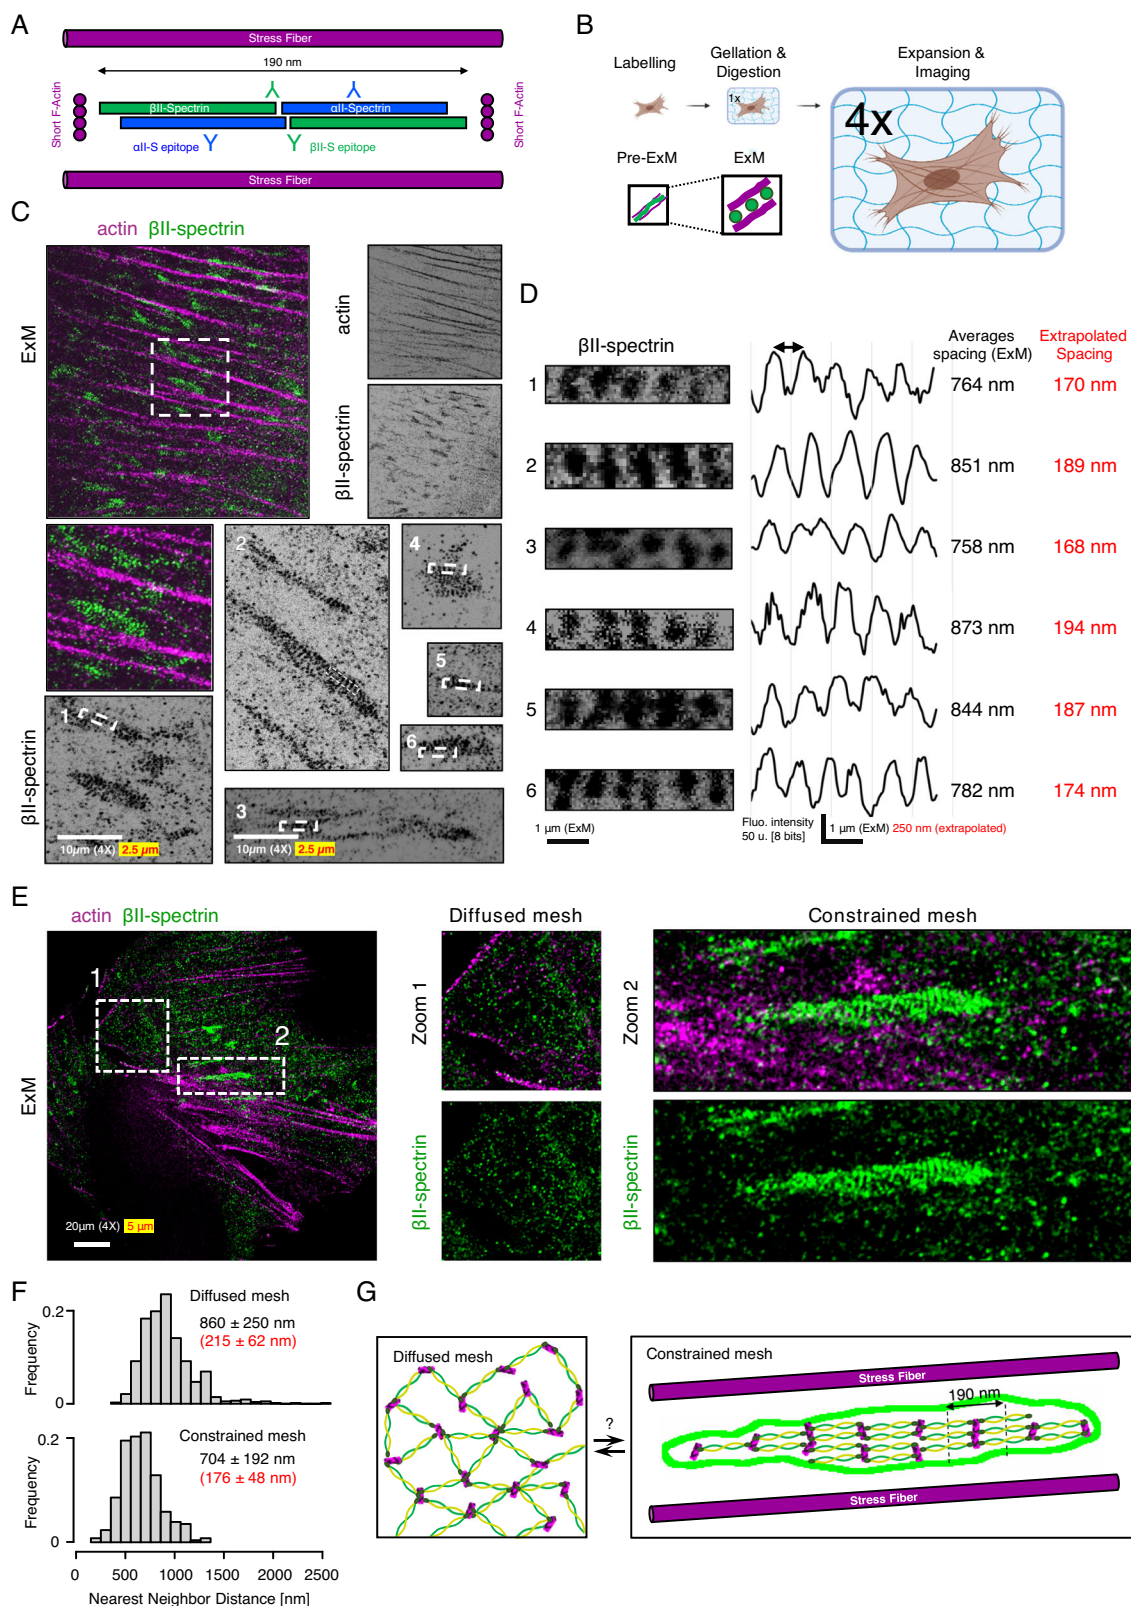 A
Stress Fiber
190 nm
Short F-Actin
βII-Spectrin
αII-Spectrin
Short F-Actin
αII-S epitope
βII-S epitope
Stress Fiber
B
Labelling
Gellation &
Digestion
Expansion &
Imaging
1x
4x
Pre-ExM
ExM
C
actin βII-spectrin
ExM
actin
βII-spectrin
βII-spectrin
1
10µm (4X) 2.5 µm
2
4
5
6
3
10µm (4X) 2.5 µm
D
βII-spectrin
Averages
spacing (ExM)
Extrapolated
Spacing
1 764 nm 170 nm
2 851 nm 189 nm
3 758 nm 168 nm
4 873 nm 194 nm
5 844 nm 187 nm
6 782 nm 174 nm
1 µm (ExM)
Fluo. intensity
50 u. [8 bits]
1 µm (ExM) 250 nm (extrapolated)
E
actin βII-spectrin
ExM
1
2
20µm (4X) 5 µm
Diffused mesh
Zoom 1
βII-spectrin
Constrained mesh
Zoom 2
βII-spectrin
F
Diffused mesh
860 ± 250 nm
(215 ± 62 nm)
Frequency
0.2
0
Constrained mesh
704 ± 192 nm
(176 ± 48 nm)
Frequency
0.2
0
0 500 1000 1500 2000 2500
Nearest Neighbor Distance [nm]
G
Diffused mesh
?
Constrained mesh
Stress Fiber
190 nm
Stress Fiber